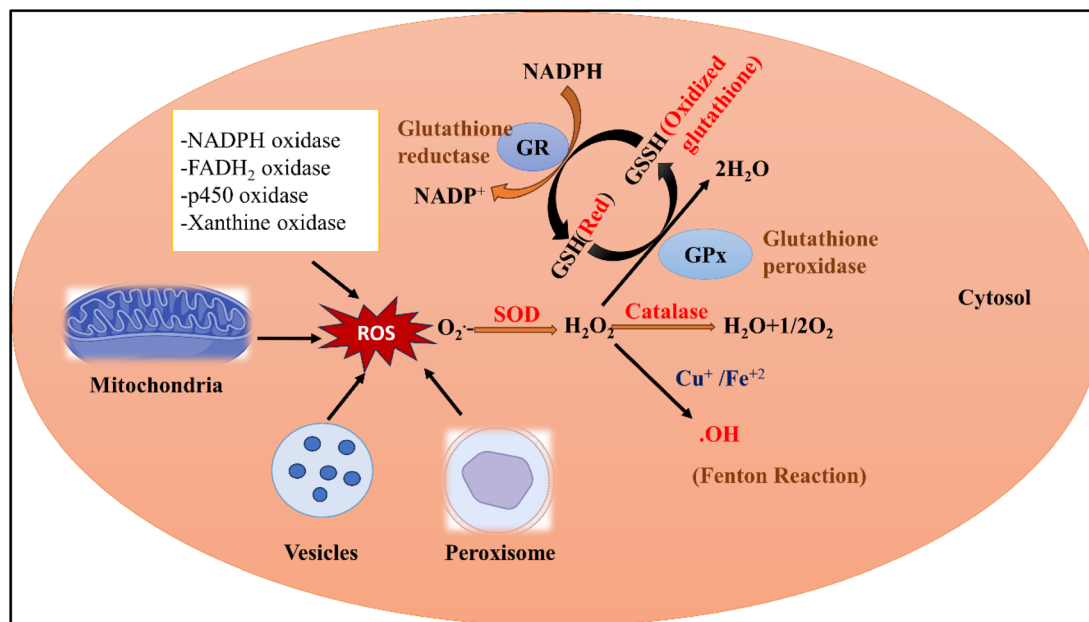 NADPH
-NADPH oxidase
-FADH₂ oxidase
-p450 oxidase
-Xanthine oxidase
Glutathione
reductase
GR
NADP⁺
GSSH(Oxidized
glutathione)
2H₂O
GSH(Red)
GPx
Glutathione
peroxidase
Cytosol
ROS
O₂·-
SOD
H₂O₂
Catalase
H₂O+1/2O₂
Mitochondria
Cu⁺ /Fe⁺²
.OH
(Fenton Reaction)
Vesicles
Peroxisome